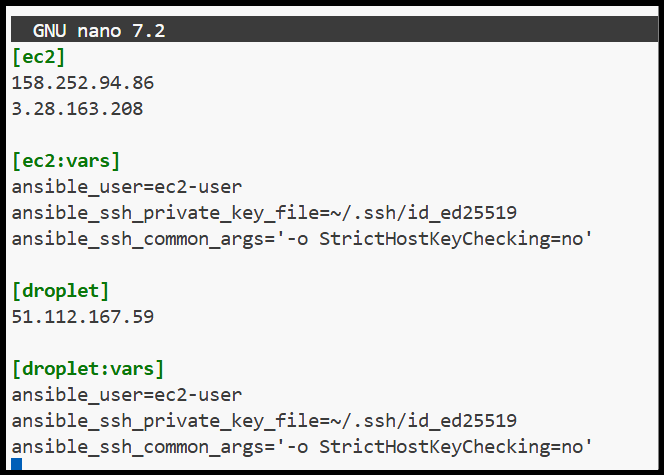 GNU nano 7.2
[ec2]
158.252.94.86
3.28.163.208
[ec2:vars]
ansible_user=ec2-user
ansible_ssh_private_key_file=~/.ssh/id_ed25519
ansible_ssh_common_args='-o StrictHostKeyChecking=no'
[droplet]
51.112.167.59
[droplet:vars]
ansible_user=ec2-user
ansible_ssh_private_key_file=~/.ssh/id_ed25519
ansible_ssh_common_args='-o StrictHostKeyChecking=no'